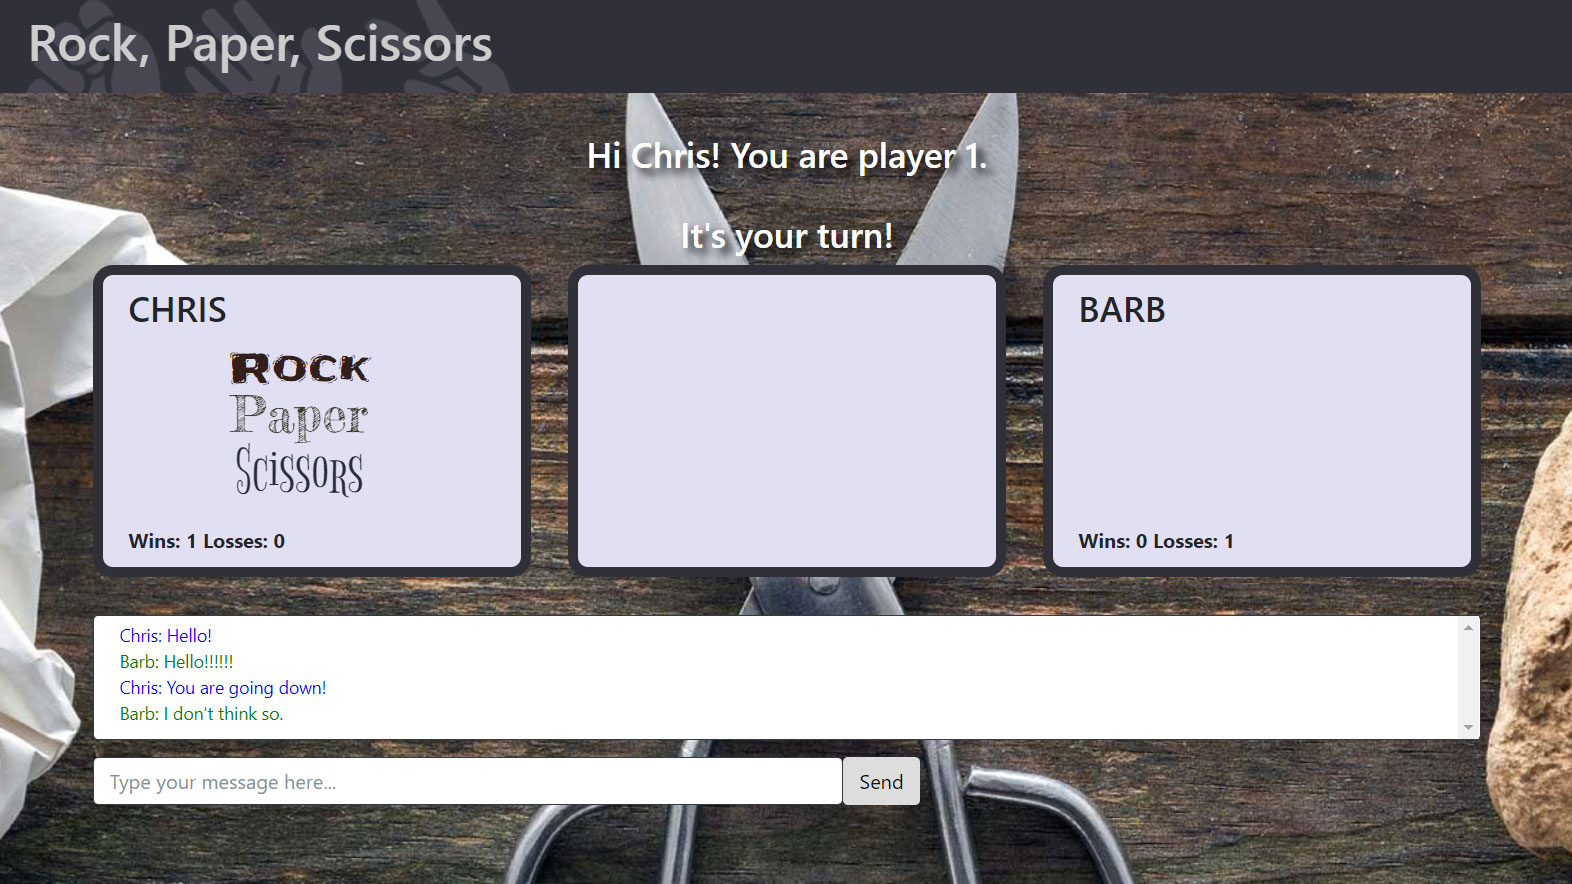 Rock, Paper, Scissors
Hi Chris! You are player 1.
It's your turn!
CHRIS
Rock
Paper
Scissors
Wins: 1 Losses: 0
BARB
Wins: 0 Losses: 1
Chris: Hello!
Barb: Hello!!!!!!
Chris: You are going down!
Barb: I don't think so.
Type your message here...
Send